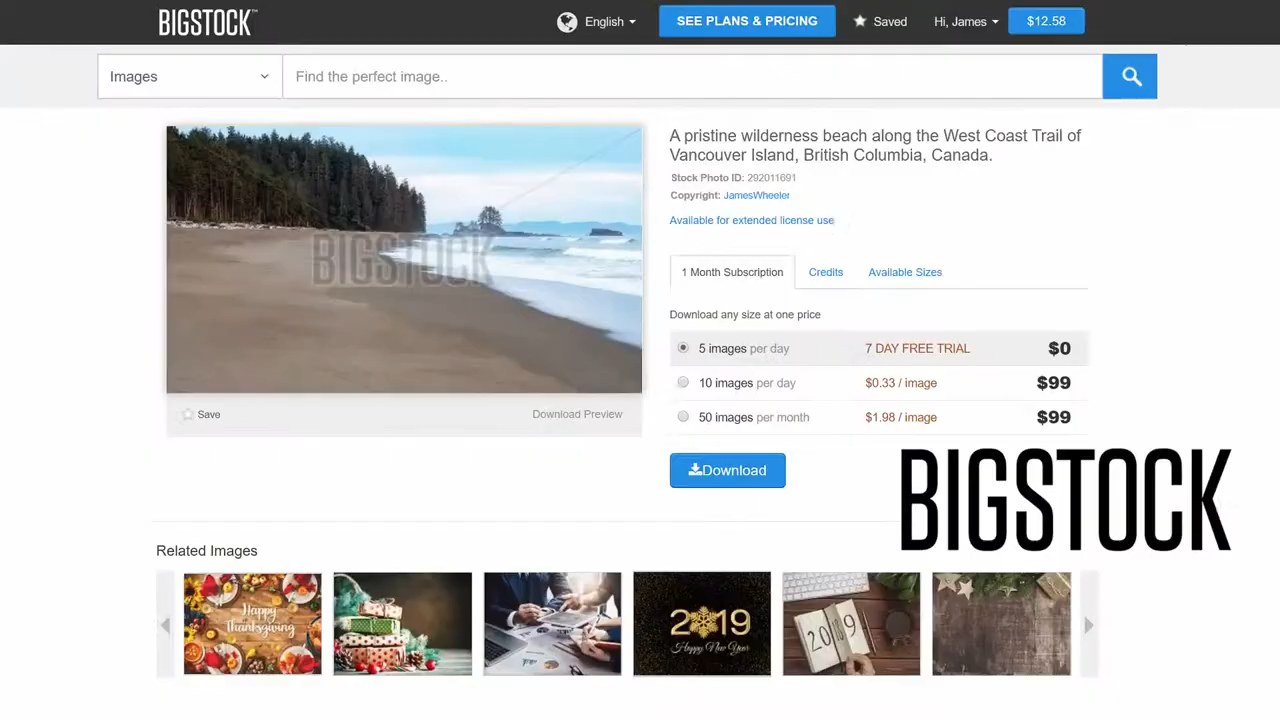 BIGSTOCK™
English
SEE PLANS & PRICING
Saved
Hi, James
$12.58
Images
Find the perfect image..
BIGSTOCK
A pristine wilderness beach along the West Coast Trail of
Vancouver Island, British Columbia, Canada.
Stock Photo ID: 292011691
Copyright: JamesWheeler
Available for extended license use
1 Month Subscription
Credits
Available Sizes
Download any size at one price
5 images per day
7 DAY FREE TRIAL
$0
10 images per day
$0.33 / image
$99
50 images per month
$1.98 / image
$99
Save
Download Preview
Download
BIGSTOCK
Related Images
Happy
Thanksgiving
2019
Happy New Year
2019